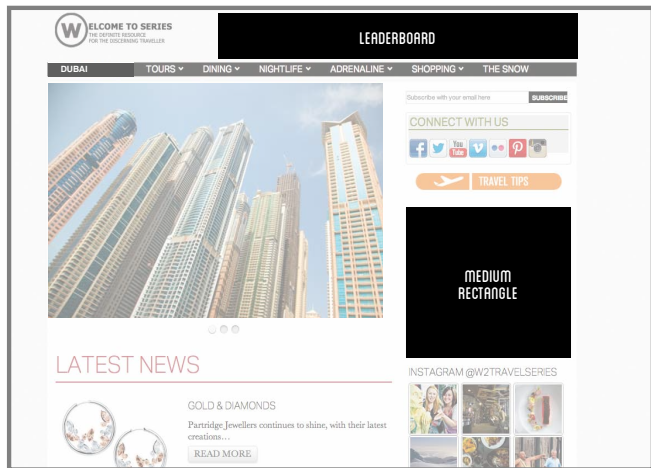 WELCOME TO SERIES
THE DEFINITE RESOURCE
FOR THE DISCERNING TRAVELLER
LEADERBOARD
DUBAI TOURS DINING NIGHTLIFE ADRENALINE SHOPPING THE SNOW
Subscribe with your email here SUBSCRIBE
CONNECT WITH US
f You Tube v P
TRAVEL TIPS
MEDIUM
RECTANGLE
LATEST NEWS
INSTAGRAM @W2TRAVELSERIES
GOLD & DIAMONDS
Partridge Jewellers continues to shine, with their latest
creations…
READ MORE